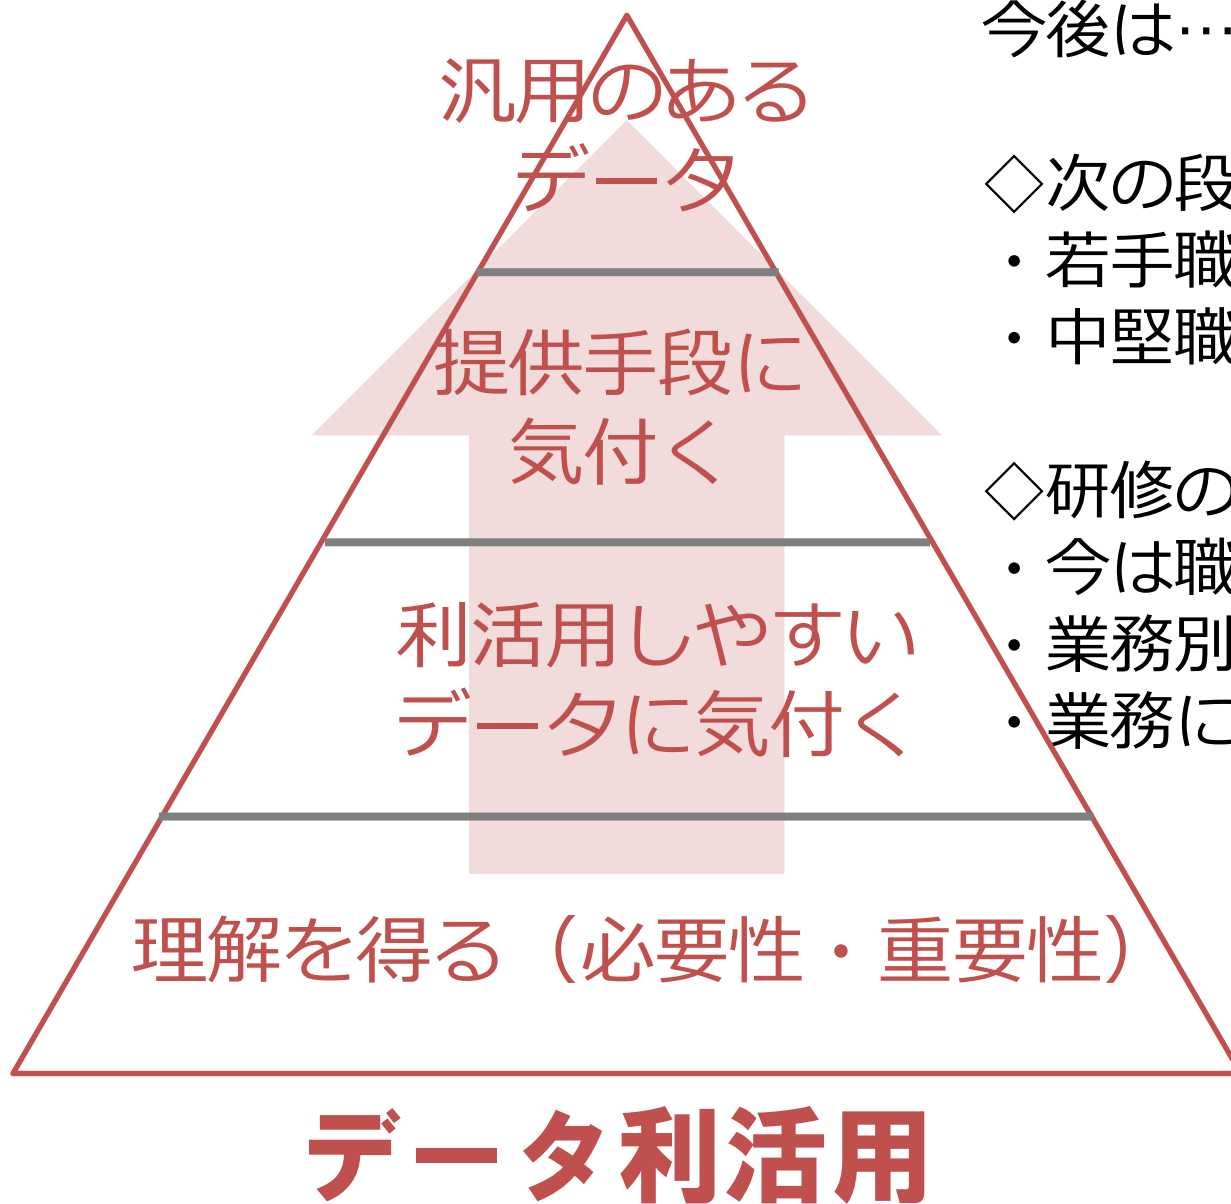 汎用のある
データ
提供手段に
気付く
利活用しやすい
データに気付く
理解を得る（必要性・重要性）
データ利活用
今後は…
◇次の段
・若手職
・中堅職
◇研修の
・今は職
・業務別
・業務に